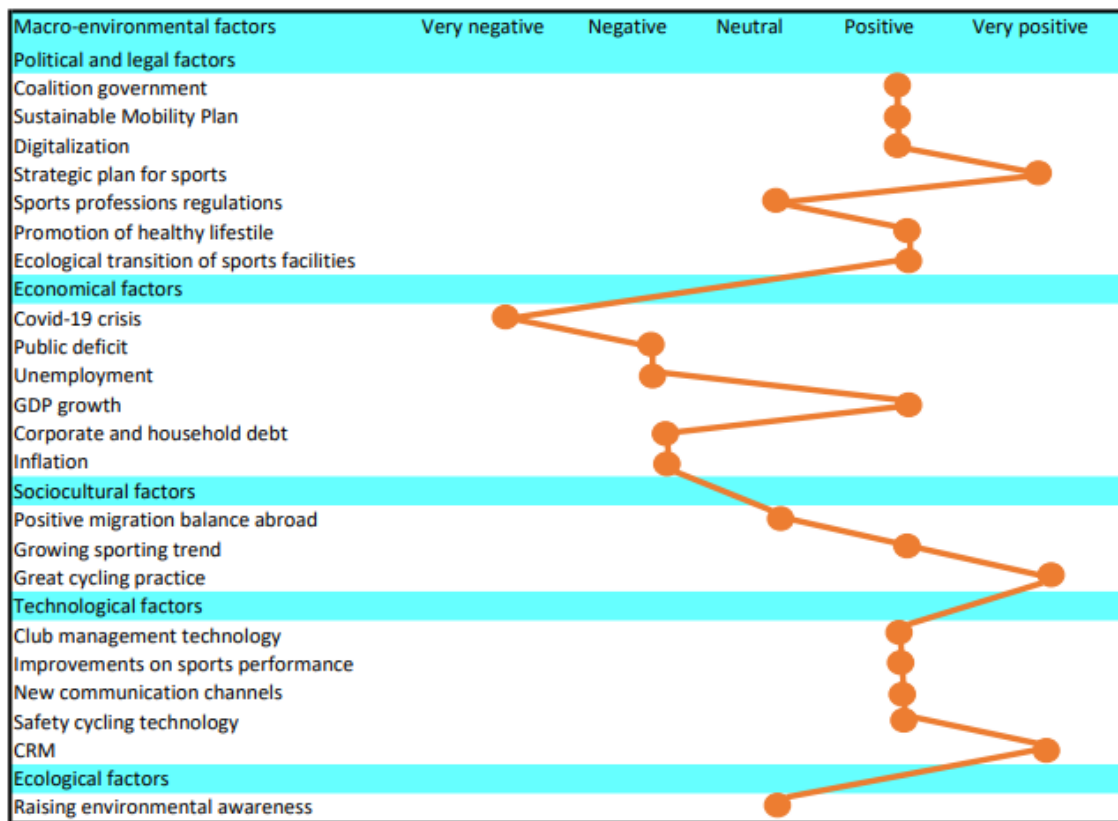 Macro-environmental factors Very negative Negative Neutral Positive Very positive
Political and legal factors
Coalition government
Sustainable Mobility Plan
Digitalization
Strategic plan for sports
Sports professions regulations
Promotion of healthy lifestile
Ecological transition of sports facilities
Economical factors
Covid-19 crisis
Public deficit
Unemployment
GDP growth
Corporate and household debt
Inflation
Sociocultural factors
Positive migration balance abroad
Growing sporting trend
Great cycling practice
Technological factors
Club management technology
Improvements on sports performance
New communication channels
Safety cycling technology
CRM
Ecological factors
Raising environmental awareness